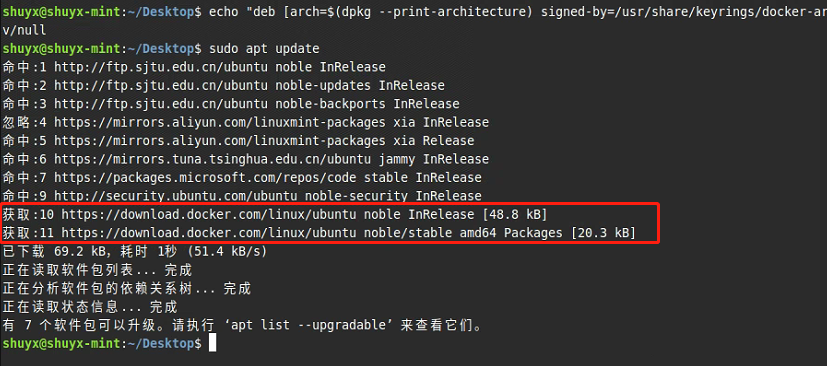 shuyx@shuyx-mint:~/Desktop$ echo "deb [arch=$(dpkg --print-architecture) signed-by=/usr/share/keyrings/docker-ar
v/null
shuyx@shuyx-mint:~/Desktop$ sudo apt update
命中:1 http://ftp.sjtu.edu.cn/ubuntu noble InRelease
命中:2 http://ftp.sjtu.edu.cn/ubuntu noble-updates InRelease
命中:3 http://ftp.sjtu.edu.cn/ubuntu noble-backports InRelease
忽略:4 https://mirrors.aliyun.com/linuxmint-packages xia InRelease
命中:5 https://mirrors.aliyun.com/linuxmint-packages xia Release
命中:6 https://mirrors.tuna.tsinghua.edu.cn/ubuntu jammy InRelease
命中:7 https://packages.microsoft.com/repos/code stable InRelease
命中:9 http://security.ubuntu.com/ubuntu noble-security InRelease
获取:10 https://download.docker.com/linux/ubuntu noble InRelease [48.8 kB]
获取:11 https://download.docker.com/linux/ubuntu noble/stable amd64 Packages [20.3 kB]
已下载 69.2 kB，耗时 1秒 (51.4 kB/s)
正在读取软件包列表... 完成
正在分析软件包的依赖关系树... 完成
正在读取状态信息... 完成
有 7 个软件包可以升级。请执行 ‘apt list --upgradable’ 来查看它们。
shuyx@shuyx-mint:~/Desktop$